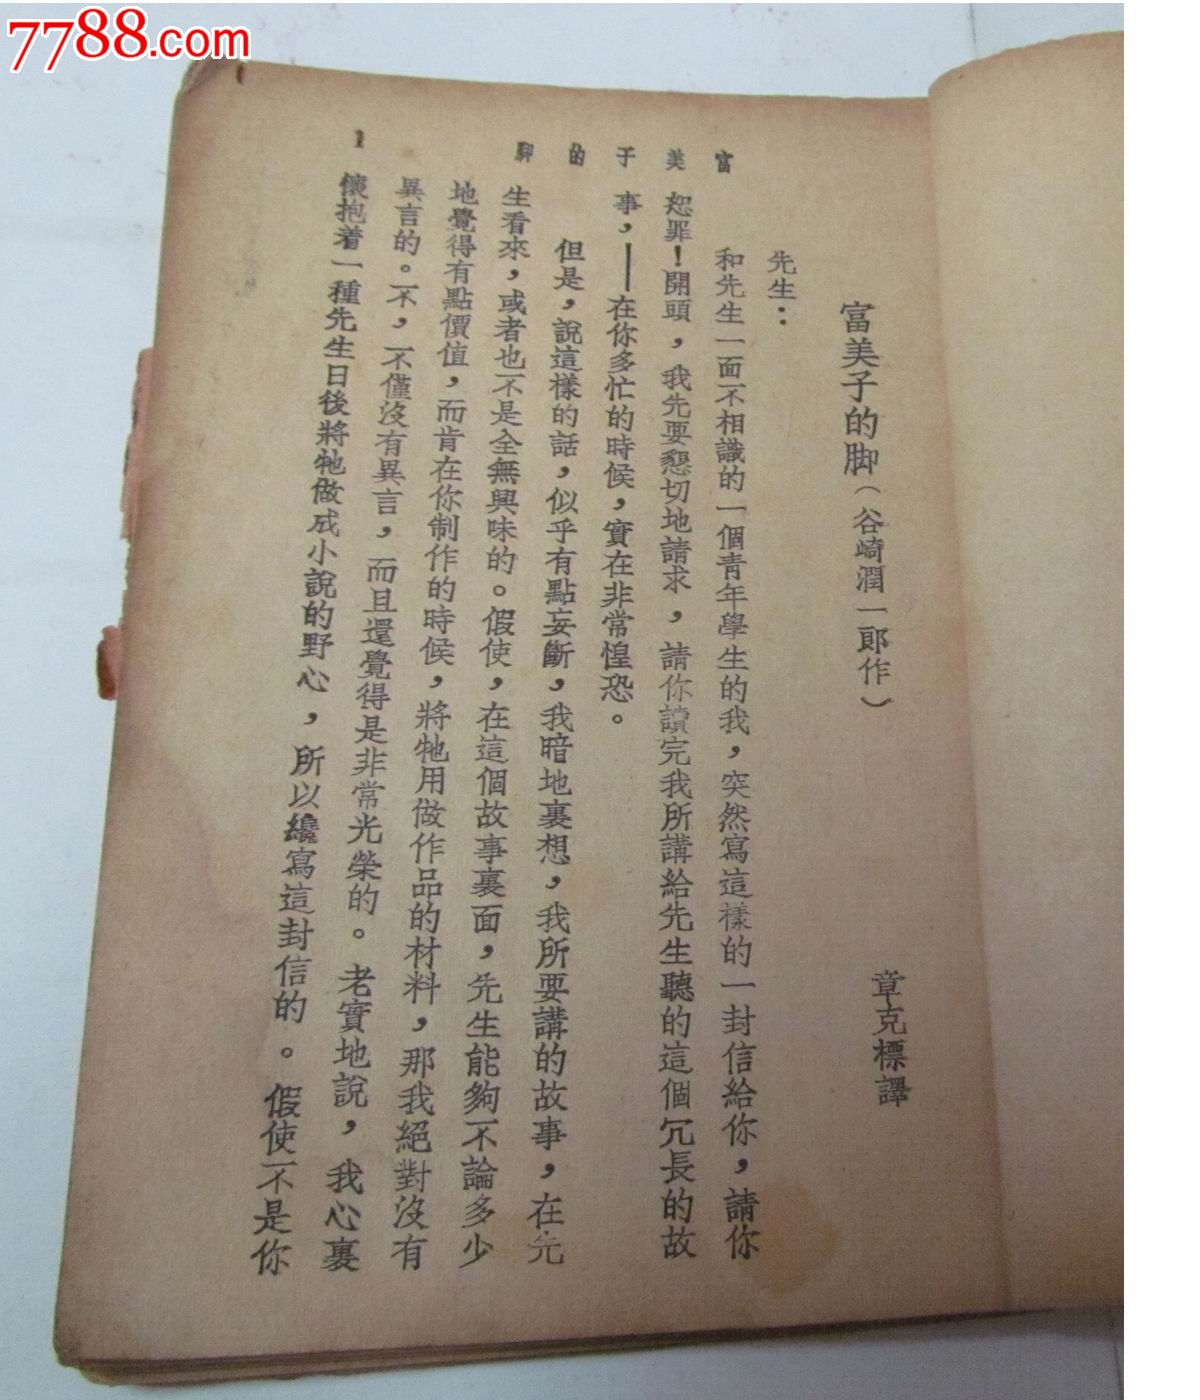 7788.com
富美子的脚（谷崎潤一郎作）
章克標譯
先生：
和先生一面不相識的一個青年學生的我，突然寫這樣的一封信給你，請你
恕罪！開頭，我先要懇切地請求，請你讀完我所講給先生聽的這個冗長的故
事，——在你多忙的時候，實在非常惶恐。
但是，說這樣的話，似乎有點妄斷，我暗地裏想，我所要講的故事，在先
生看來，或者也不是全無興味的。假使，在這個故事裏面，先生能夠不論多少
地覺得有點價值，而肯在你制作的時候，將牠用做作品的材料，那我絕對沒有
異言的。不，不僅沒有異言，而且還覺得是非常光榮的。老實地說，我心裏
懷抱着一種先生日後將牠做成小說的野心，所以纔寫這封信的。假使不是你
富美子的脚
1